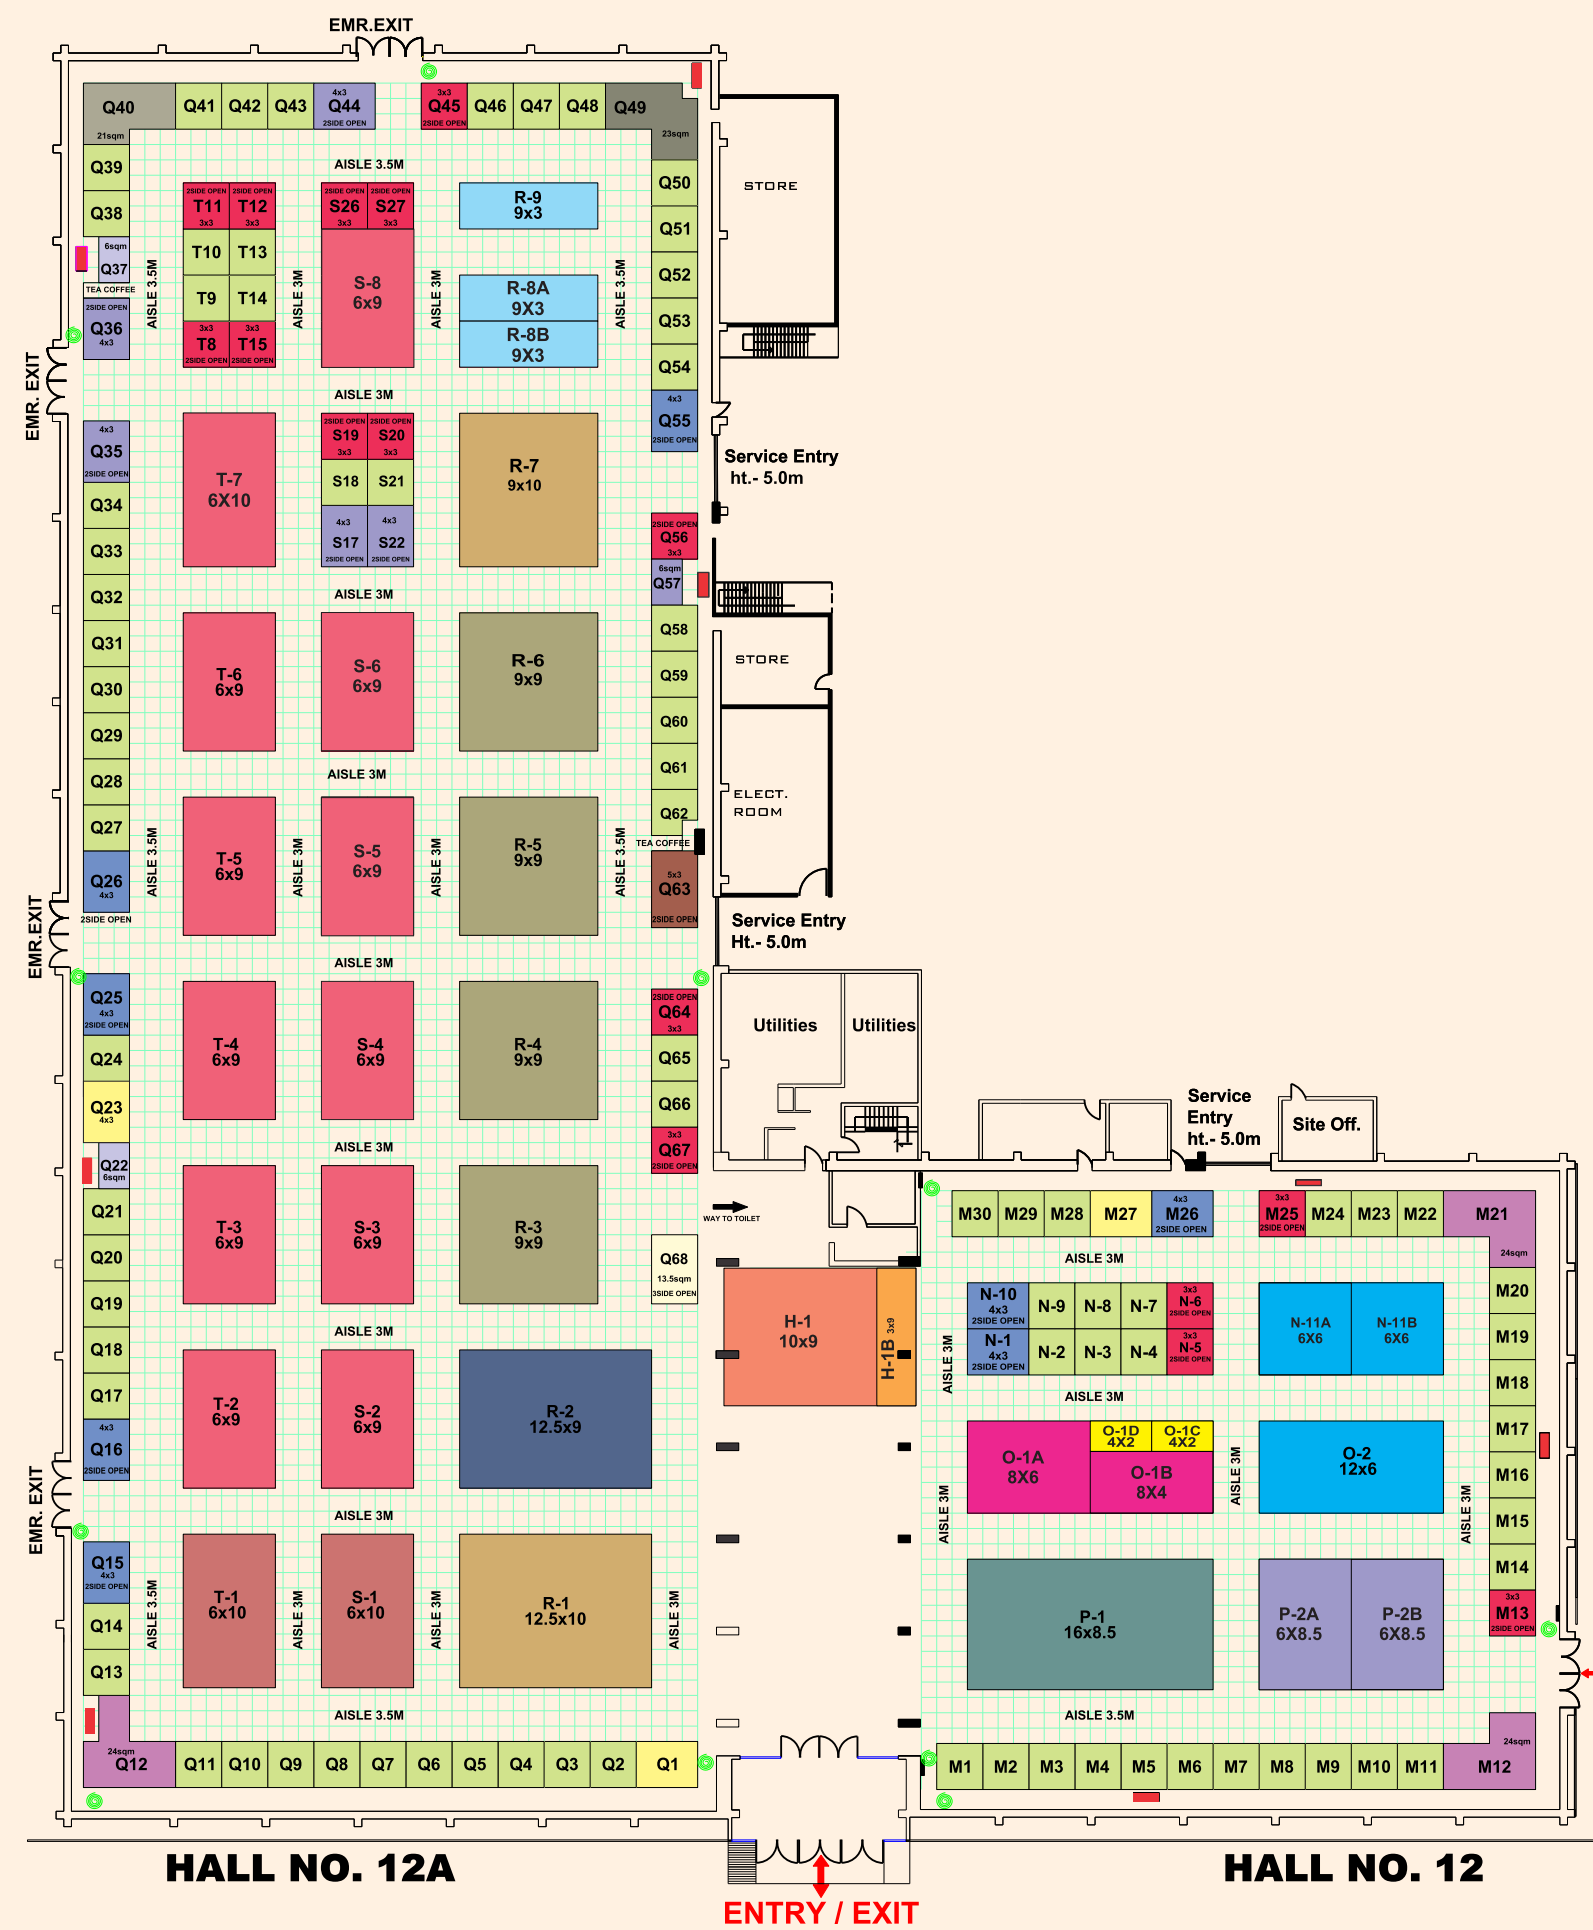 EMR.EXIT
Q40
21sqm
Q41
Q42
Q43
4x3
Q44
2SIDE OPEN
3x3
Q45
2SIDE OPEN
Q46
Q47
Q48
Q49
23sqm
AISLE 3.5M
Q39
Q38
6sqm
Q37
TEA COFFEE
2SIDE OPEN
Q36
4x3
EMR. EXIT
AISLE 3.5M
2SIDE OPEN
T11
3x3
2SIDE OPEN
T12
3x3
T10
T13
T9
T14
3x3
T8
2SIDE OPEN
3x3
T15
2SIDE OPEN
AISLE 3M
2SIDE OPEN
S26
3x3
2SIDE OPEN
S27
3x3
S-8
6x9
AISLE 3M
R-9
9x3
R-8A
9X3
R-8B
9X3
AISLE 3.5M
Q50
Q51
Q52
Q53
Q54
4x3
Q55
2SIDE OPEN
STORE
AISLE 3M
Service Entry
ht.- 5.0m
4x3
Q35
2SIDE OPEN
Q34
Q33
Q32
Q31
Q30
Q29
Q28
Q27
Q26
4x3
2SIDE OPEN
T-7
6X10
2SIDE OPEN
S19
3x3
2SIDE OPEN
S20
3x3
S18
S21
4x3
S17
2SIDE OPEN
4x3
S22
2SIDE OPEN
R-7
9x10
2SIDE OPEN
Q56
3x3
6sqm
Q57
Q58
Q59
Q60
Q61
Q62
TEA COFFEE
5x3
Q63
2SIDE OPEN
AISLE 3M
T-6
6x9
S-6
6x9
R-6
9x9
STORE
AISLE 3M
ELECT.
ROOM
AISLE 3.5M
T-5
6x9
AISLE 3M
S-5
6x9
AISLE 3M
R-5
9x9
AISLE 3.5M
EMR.EXIT
Service Entry
Ht.- 5.0m
AISLE 3M
Q25
4x3
2SIDE OPEN
Q24
Q23
4x3
Q22
6sqm
Q21
Q20
Q19
Q18
Q17
4x3
Q16
2SIDE OPEN
T-4
6x9
S-4
6x9
R-4
9x9
2SIDE OPEN
Q64
3x3
Q65
Q66
3x3
Q67
2SIDE OPEN
Utilities
Utilities
AISLE 3M
T-3
6x9
S-3
6x9
R-3
9x9
Q68
13.5sqm
3SIDE OPEN
WAY TO TOILET
AISLE 3M
T-2
6x9
S-2
6x9
R-2
12.5x9
H-1
10x9
H-1B 3x9
EMR. EXIT
AISLE 3M
Q15
4x3
2SIDE OPEN
Q14
Q13
24sqm
Q12
AISLE 3.5M
T-1
6x10
AISLE 3M
S-1
6x10
AISLE 3M
R-1
12.5x10
AISLE 3M
AISLE 3.5M
Q11
Q10
Q9
Q8
Q7
Q6
Q5
Q4
Q3
Q2
Q1
Service
Entry
ht.- 5.0m
Site Off.
M30
M29
M28
M27
4x3
M26
2SIDE OPEN
3x3
M25
2SIDE OPEN
M24
M23
M22
M21
24sqm
AISLE 3M
N-10
4x3
2SIDE OPEN
N-9
N-8
N-7
3x3
N-6
2SIDE OPEN
N-1
4x3
2SIDE OPEN
N-2
N-3
N-4
3x3
N-5
2SIDE OPEN
N-11A
6X6
N-11B
6X6
AISLE 3M
AISLE 3M
M20
M19
M18
M17
M16
M15
M14
3x3
M13
2SIDE OPEN
O-1A
8X6
O-1D
4X2
O-1C
4X2
O-1B
8X4
O-2
12x6
AISLE 3M
AISLE 3M
AISLE 3M
P-1
16x8.5
P-2A
6X8.5
P-2B
6X8.5
AISLE 3.5M
M1
M2
M3
M4
M5
M6
M7
M8
M9
M10
M11
24sqm
M12
HALL NO. 12A
HALL NO. 12
ENTRY / EXIT